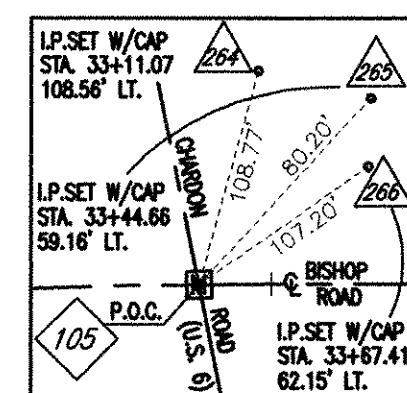 I.P.SET W/CAP
STA. 33+11.07
108.56' LT.
264
265
CHARDON
108.77'
80.20'
I.P.SET W/CAP
STA. 33+44.66
59.16' LT.
107.20'
266
BISHOP
ROAD
P.O.C.
105
ROAD
(U.S. 6)
I.P.SET W/CAP
STA. 33+67.41
62.15' LT.